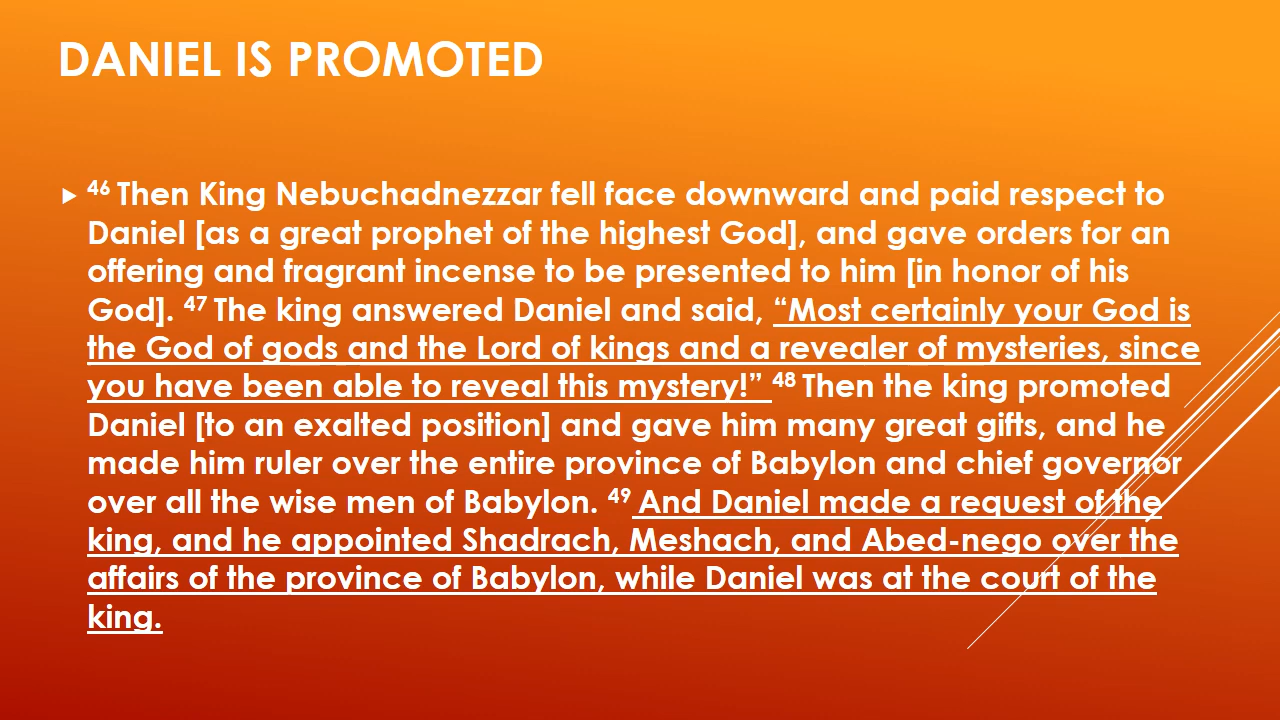 DANIEL IS PROMOTED
46 Then King Nebuchadnezzar fell face downward and paid respect to
Daniel [as a great prophet of the highest God], and gave orders for an
offering and fragrant incense to be presented to him [in honor of his
God]. 47 The king answered Daniel and said, “Most certainly your God is
the God of gods and the Lord of kings and a revealer of mysteries, since
you have been able to reveal this mystery!” 48 Then the king promoted
Daniel [to an exalted position] and gave him many great gifts, and he
made him ruler over the entire province of Babylon and chief governor
over all the wise men of Babylon. 49 And Daniel made a request of the
king, and he appointed Shadrach, Meshach, and Abed-nego over the
affairs of the province of Babylon, while Daniel was at the court of the
king.